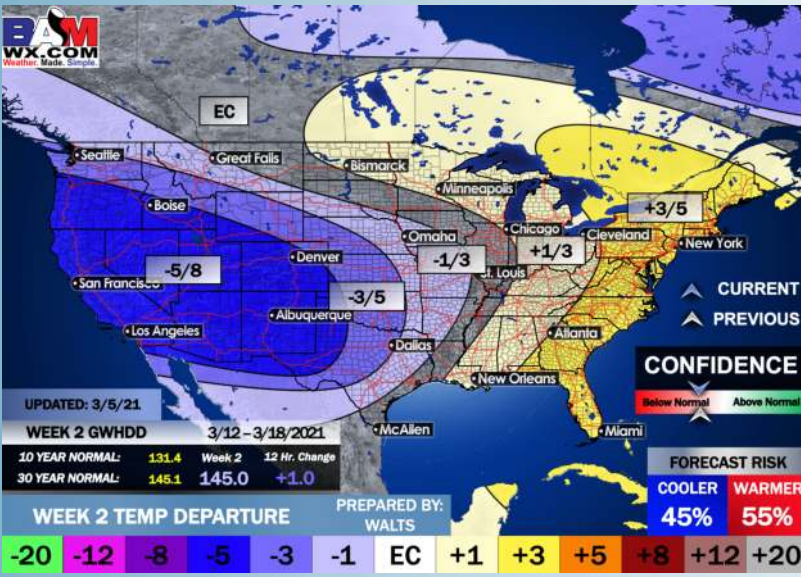 BAM
WX.COM
Weather. Made. Simple.
EC
Seattle
Great Falls
Bismarck
Minneapolis
Boise
+3/5
Omaha
Chicago
Cleveland
New York
-5/8
Denver
-1/3
+1/3
St. Louis
San Francisco
-3/5
CURRENT
Albuquerque
PREVIOUS
Los Angeles
Dallas
Atlanta
New Orleans
McAllen
Miami
CONFIDENCE
Below Normal Above Normal
UPDATED: 3/5/21
WEEK 2 GWHDD 3/12 - 3/18/2021
10 YEAR NORMAL: 131.4 Week 2 12 Hr. Change
30 YEAR NORMAL: 145.1 145.0 +1.0
WEEK 2 TEMP DEPARTURE
PREPARED BY:
WALTS
FORECAST RISK
COOLER WARMER
45% 55%
-20 -12 -8 -5 -3 -1 EC +1 +3 +5 +8 +12 +20